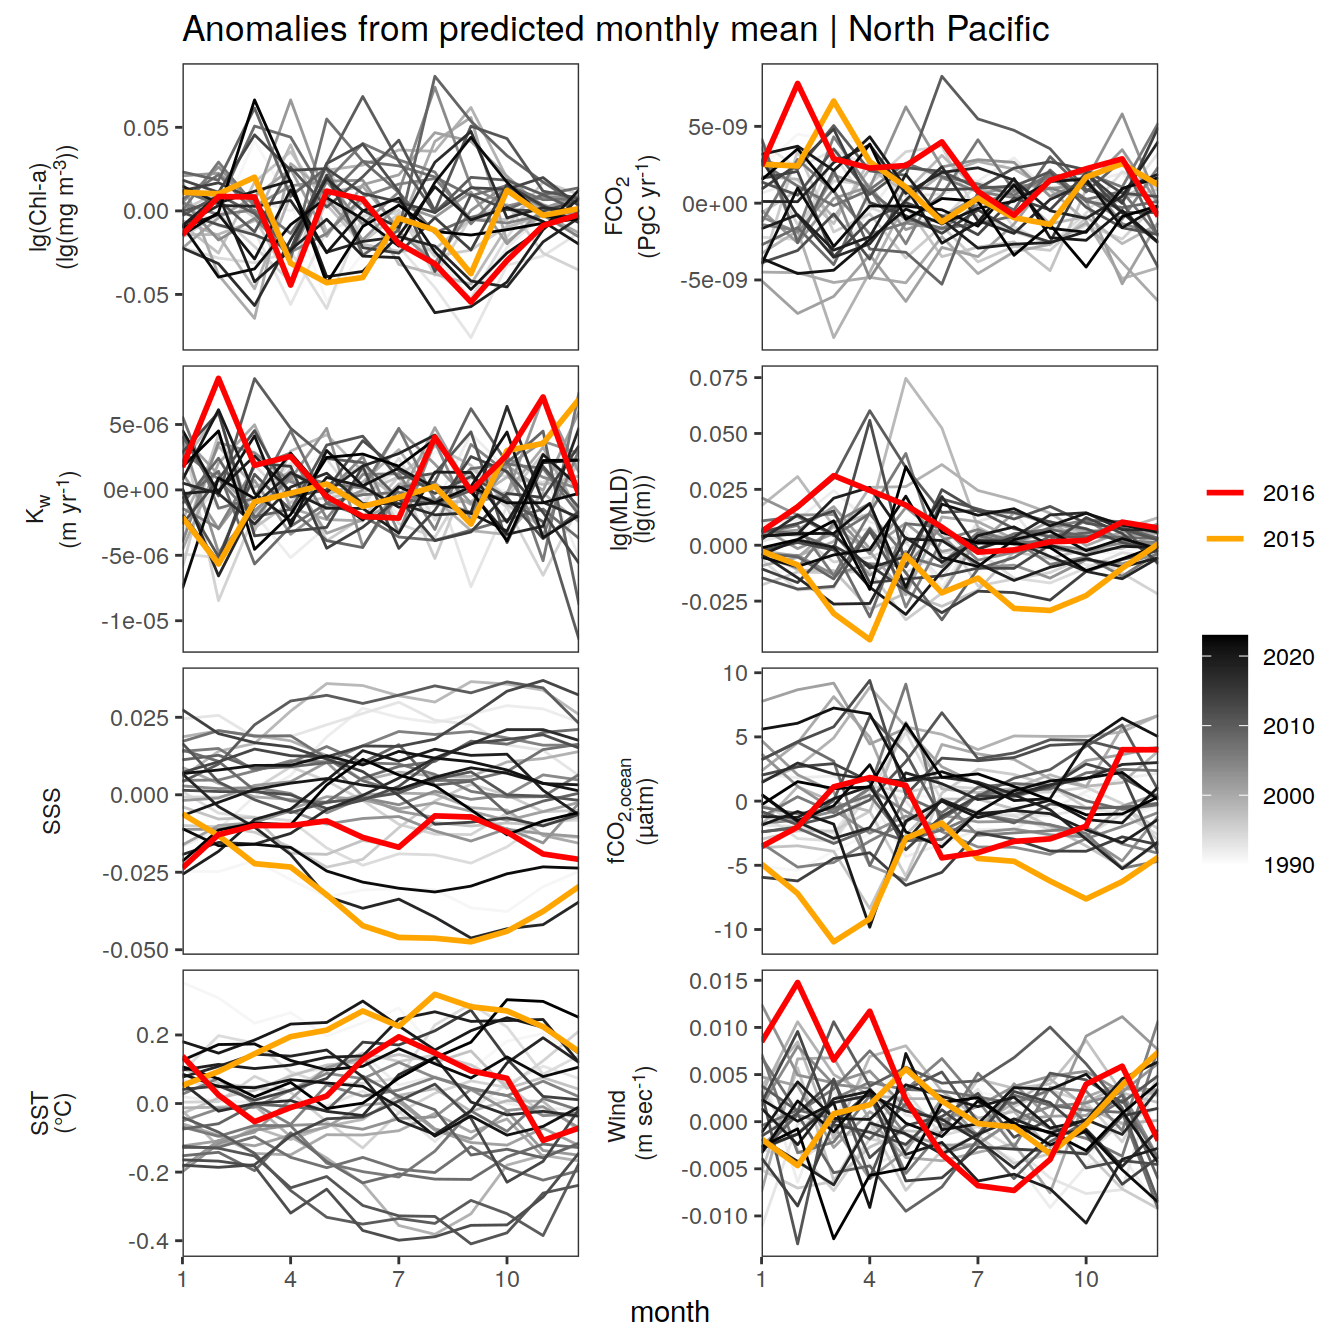 Anomalies from predicted monthly mean | North Pacific
lg(Chl-a)
(lg(mg m⁻³))
0.05
0.00
-0.05
FCO₂
(PgC yr⁻¹)
5e-09
0e+00
-5e-09
K_w
(m yr⁻¹)
5e-06
0e+00
-5e-06
-1e-05
lg(MLD)
(lg(m))
0.075
0.050
0.025
0.000
-0.025
SSS
0.025
0.000
-0.025
-0.050
fCO₂,ocean
(µatm)
10
5
0
-5
-10
SST
(°C)
0.2
0.0
-0.2
-0.4
Wind
(m sec⁻¹)
0.015
0.010
0.005
0.000
-0.005
-0.010
1 4 7 10
1 4 7 10
month
2016
2015
2020
2010
2000
1990